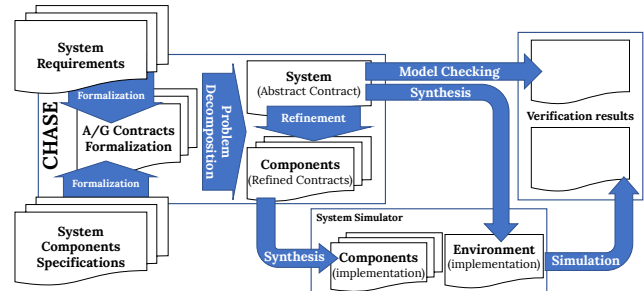 System
Requirements
Formalization
CHASE
A/G Contracts
Formalization
Formalization
System
Components
Specifications
Problem
Decomposition
System
(Abstract Contract)
Refinement
Components
(Refined Contracts)
Model Checking
Synthesis
Verification results
System Simulator
Synthesis
Components
(implementation)
Environment
(implementation)
Simulation